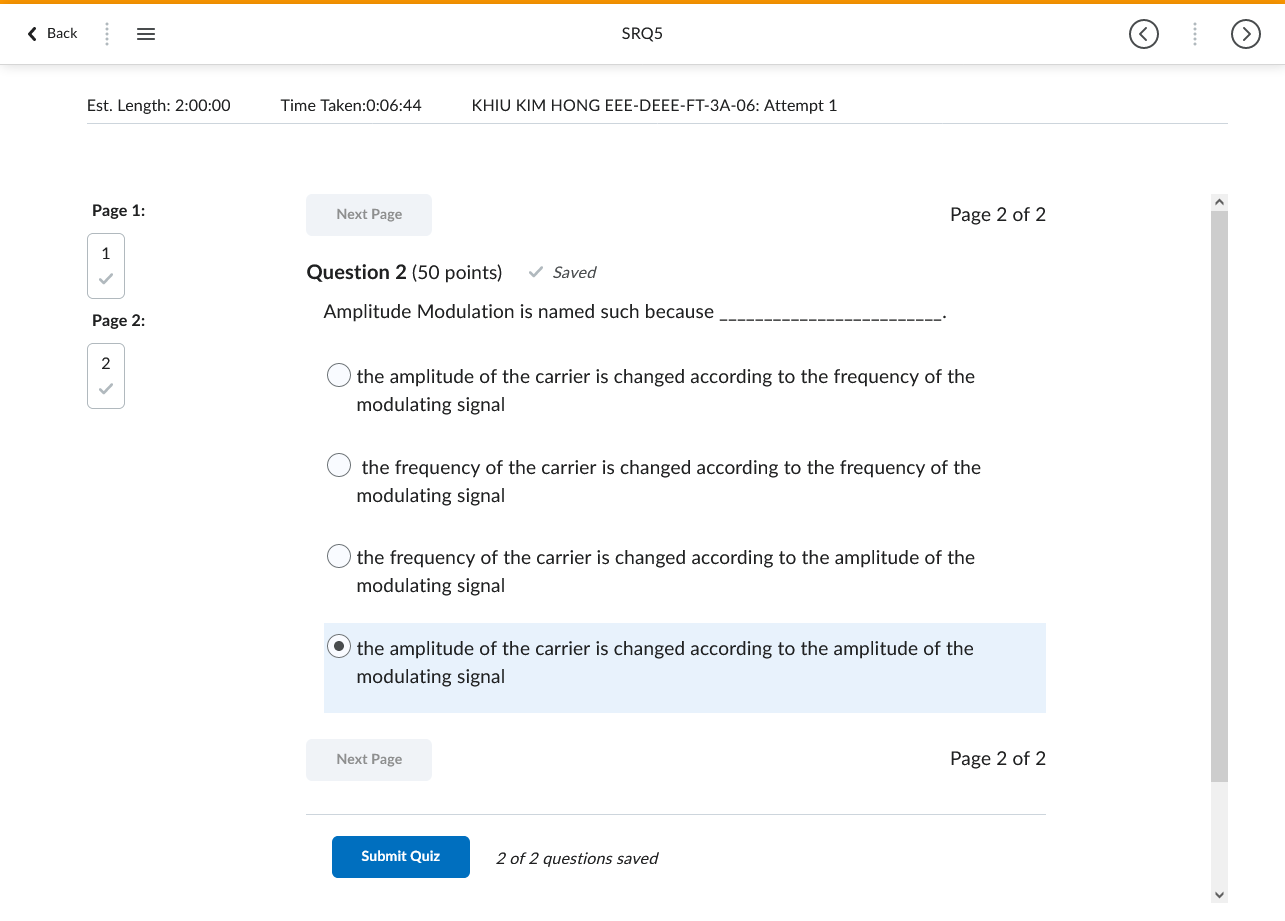 Back
SRQ5
Est. Length: 2:00:00 Time Taken:0:06:44 KHIU KIM HONG EEE-DEEE-FT-3A-06: Attempt 1
Page 1:
1
Page 2:
2
Next Page
Page 2 of 2
Question 2 (50 points) Saved
Amplitude Modulation is named such because _________________________.
the amplitude of the carrier is changed according to the frequency of the
modulating signal
the frequency of the carrier is changed according to the frequency of the
modulating signal
the frequency of the carrier is changed according to the amplitude of the
modulating signal
the amplitude of the carrier is changed according to the amplitude of the
modulating signal
Next Page
Page 2 of 2
Submit Quiz
2 of 2 questions saved